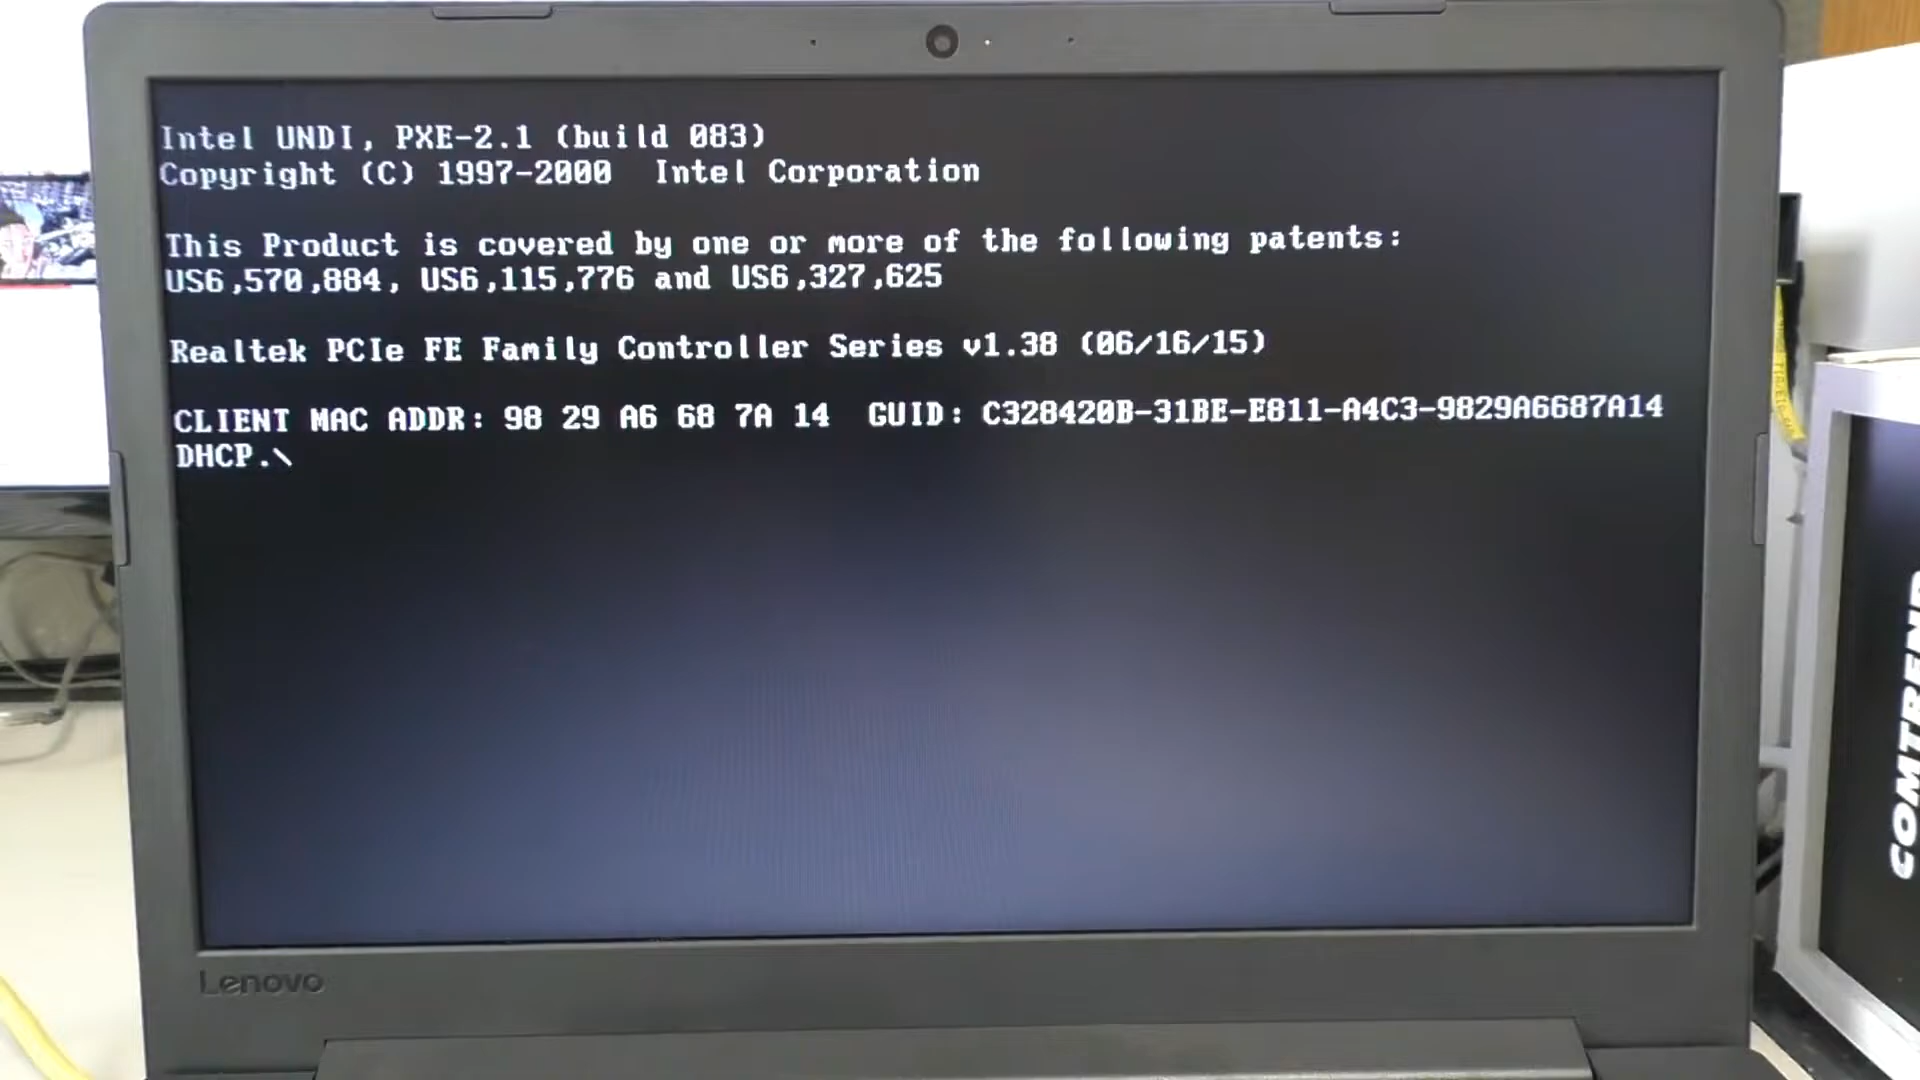 Intel UNDI, PXE-2.1 (build 083)
Copyright (C) 1997-2000  Intel Corporation
This Product is covered by one or more of the following patents:
US6,570,884, US6,115,776 and US6,327,625
Realtek PCIe FE Family Controller Series v1.38 (06/16/15)
CLIENT MAC ADDR: 98 29 A6 68 7A 14  GUID: C328420B-31BE-E811-A4C3-9829A6687A14
DHCP.\
Lenovo
COMTREND